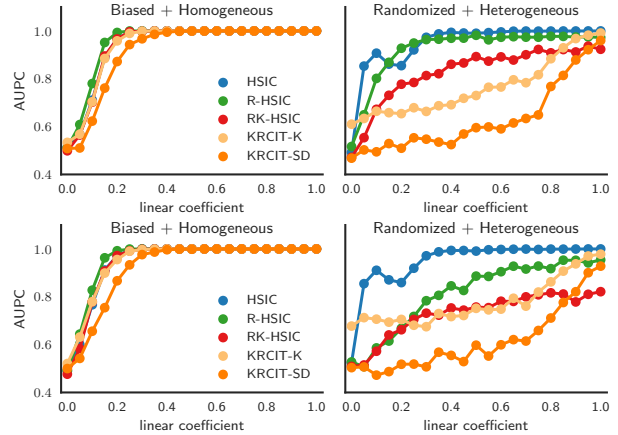 Biased + Homogeneous
Randomized + Heterogeneous
AUPC
1.0
0.8
0.6
0.4
HSIC
R-HSIC
RK-HSIC
KRCIT-K
KRCIT-SD
0.0 0.2 0.4 0.6 0.8 1.0
0.0 0.2 0.4 0.6 0.8 1.0
linear coefficient
linear coefficient
Biased + Homogeneous
Randomized + Heterogeneous
AUPC
1.0
0.8
0.6
0.4
HSIC
R-HSIC
RK-HSIC
KRCIT-K
KRCIT-SD
0.0 0.2 0.4 0.6 0.8 1.0
0.0 0.2 0.4 0.6 0.8 1.0
linear coefficient
linear coefficient